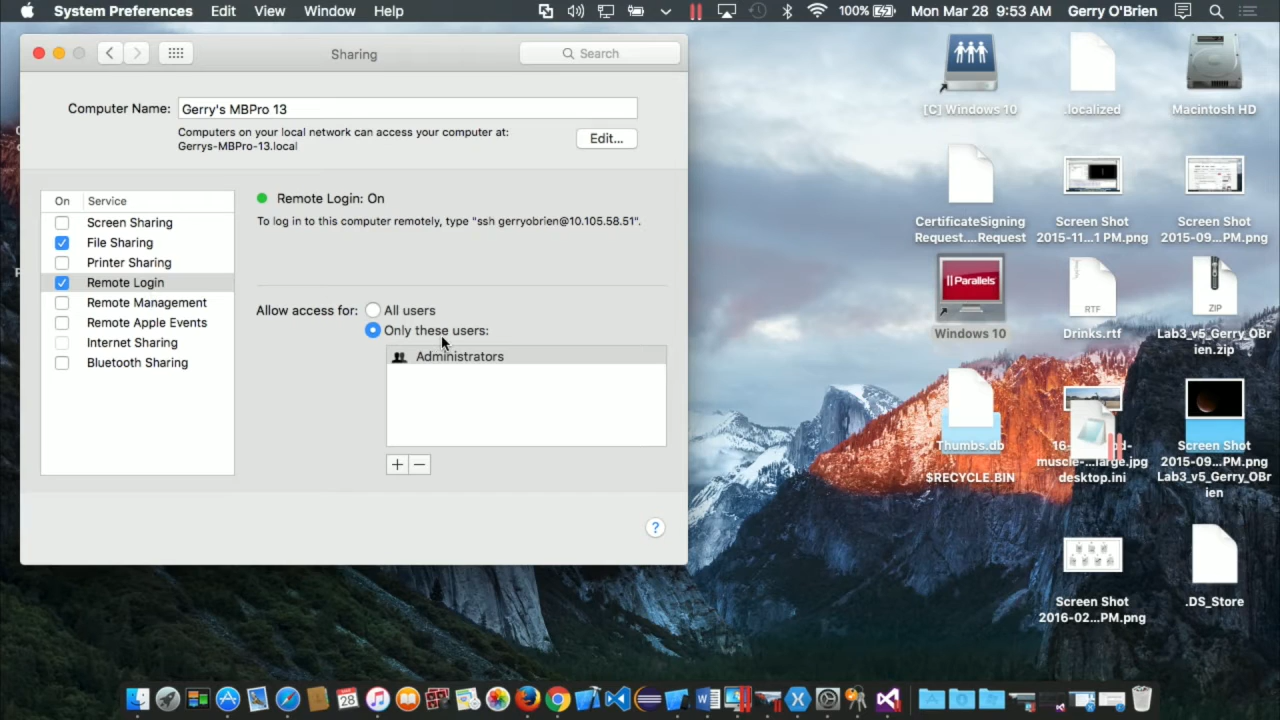 System Preferences Edit View Window Help 100% Mon Mar 28 9:53 AM Gerry O'Brien
Sharing
Search
Computer Name: Gerry's MBPro 13
Computers on your local network can access your computer at:
Gerrys-MBPro-13.local
Edit...
On Service
Screen Sharing
File Sharing
Printer Sharing
Remote Login
Remote Management
Remote Apple Events
Internet Sharing
Bluetooth Sharing
Remote Login: On
To log in to this computer remotely, type "ssh gerryobrien@10.105.58.51".
Allow access for: All users
Only these users:
Administrators
+ −
?
[C] Windows 10
.localized
Macintosh HD
CertificateSigning
Request....Request
Screen Shot
2015-11...1 PM.png
Screen Shot
2015-09...PM.png
Parallels
Windows 10
RTF
Drinks.rtf
ZIP
Lab3_v5_Gerry_OBr
ien.zip
Thumbs.db
$RECYCLE.BIN
muscle-...large.jpg
desktop.ini
Screen Shot
2015-09...PM.png
Lab3_v5_Gerry_OBr
ien
Screen Shot
2016-02...PM.png
.DS_Store
28